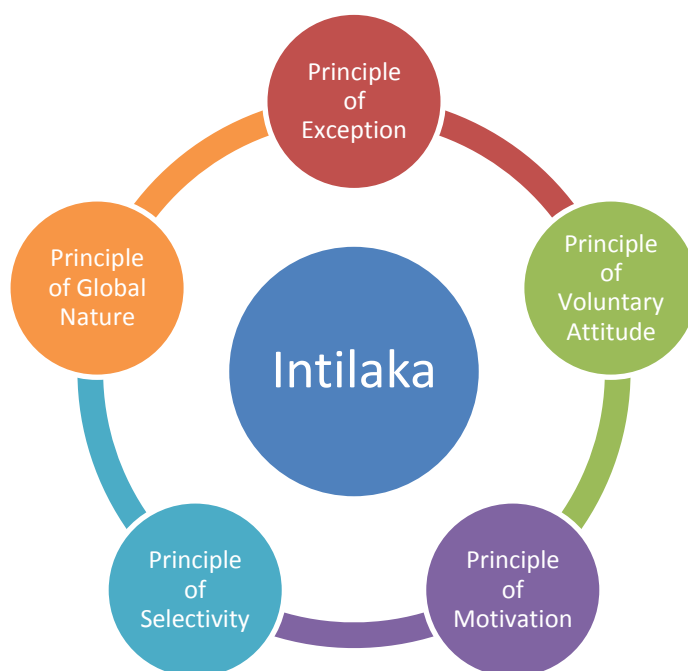 Principle
of
Exception
Principle
of
Voluntary
Attitude
Principle
of
Motivation
Principle
of
Selectivity
Principle
of Global
Nature
Intilaka